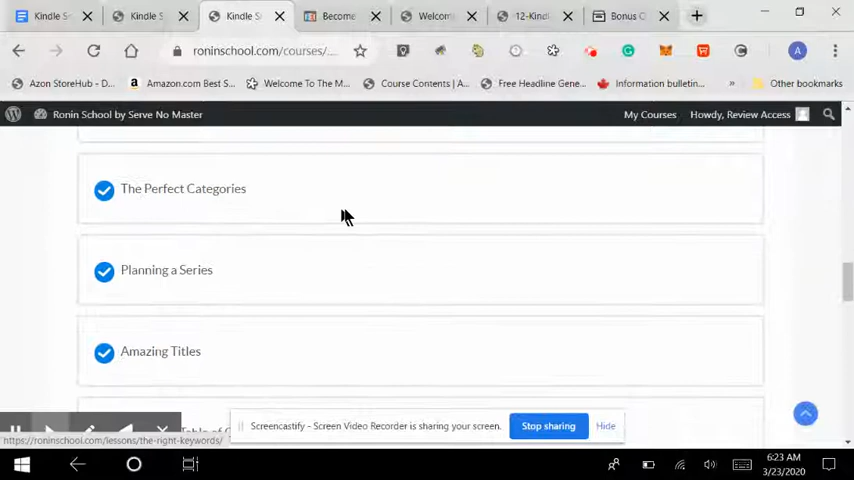 Kindle S
Kindle S
Kindle S
Become
Welcom
12-Kind
Bonus C
roninschool.com/courses/...
A
Azon StoreHub - D...
Amazon.com Best S...
Welcome To The M...
Course Contents | A...
Free Headline Gene...
Information bulletin...
Other bookmarks
Ronin School by Serve No Master
My Courses
Howdy, Review Access
The Perfect Categories
Planning a Series
Amazing Titles
Screencastify - Screen Video Recorder is sharing your screen.
Stop sharing
Hide
https://roninschool.com/lessons/the-right-keywords/
6:23 AM
3/23/2020